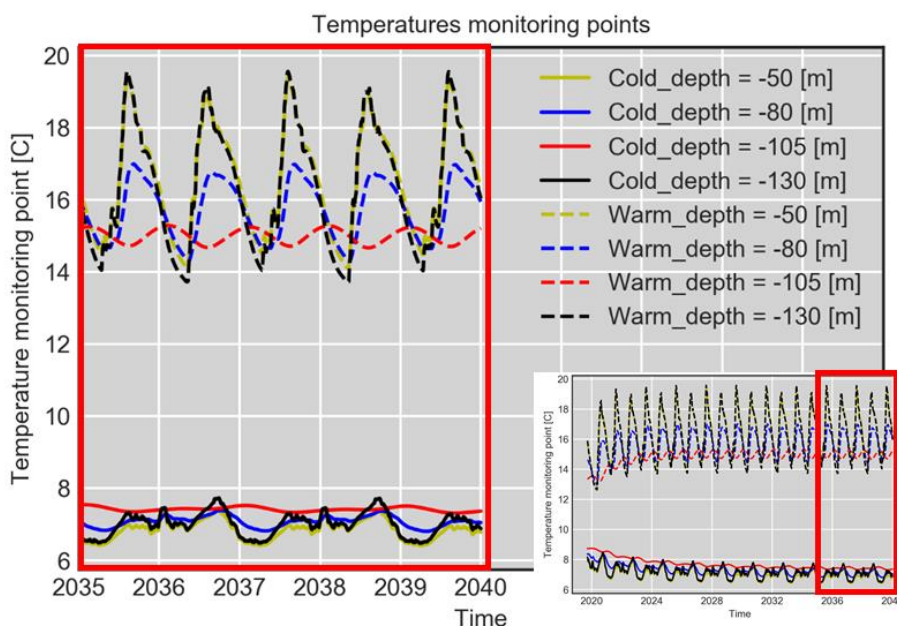 Temperatures monitoring points
Temperature monitoring point [C]
20
18
16
14
12
10
8
6
2035 2036 2037 2038 2039 2040
Time
Cold_depth = -50 [m]
Cold_depth = -80 [m]
Cold_depth = -105 [m]
Cold_depth = -130 [m]
Warm_depth = -50 [m]
Warm_depth = -80 [m]
Warm_depth = -105 [m]
Warm_depth = -130 [m]
Temperature monitoring point [C]
20
18
16
14
12
10
8
6
2020 2024 2028 2032 2036
Time